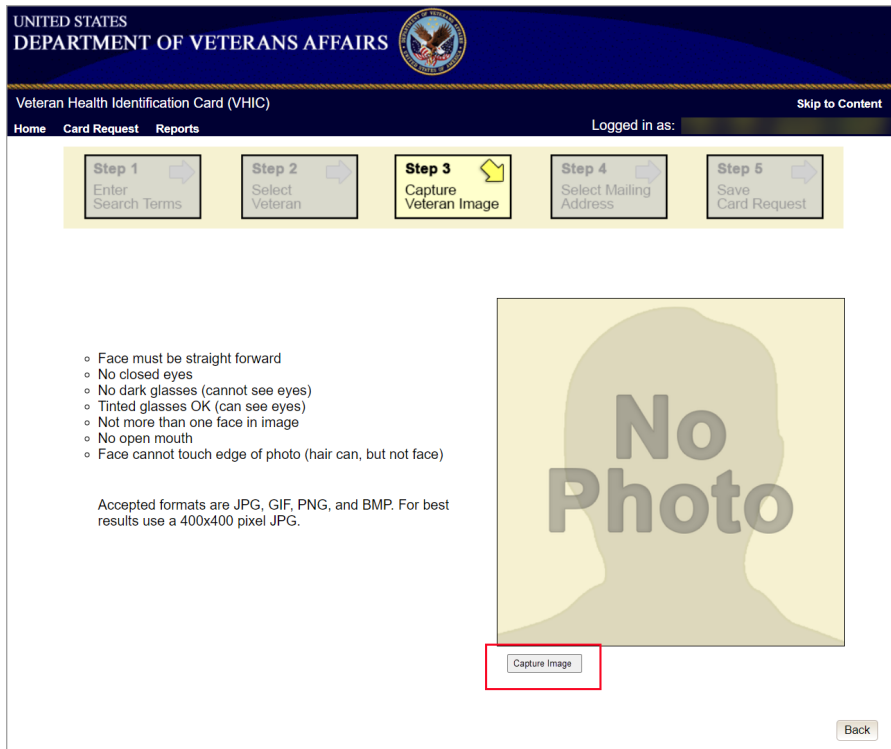 UNITED STATES
DEPARTMENT OF VETERANS AFFAIRS
Veteran Health Identification Card (VHIC)
Skip to Content
Home Card Request Reports
Logged in as:
Step 1
Enter
Search Terms
Step 2
Select
Veteran
Step 3
Capture
Veteran Image
Step 4
Select Mailing
Address
Step 5
Save
Card Request
Face must be straight forward
No closed eyes
No dark glasses (cannot see eyes)
Tinted glasses OK (can see eyes)
Not more than one face in image
No open mouth
Face cannot touch edge of photo (hair can, but not face)
Accepted formats are JPG, GIF, PNG, and BMP. For best
results use a 400x400 pixel JPG.
No
Photo
Capture Image
Back